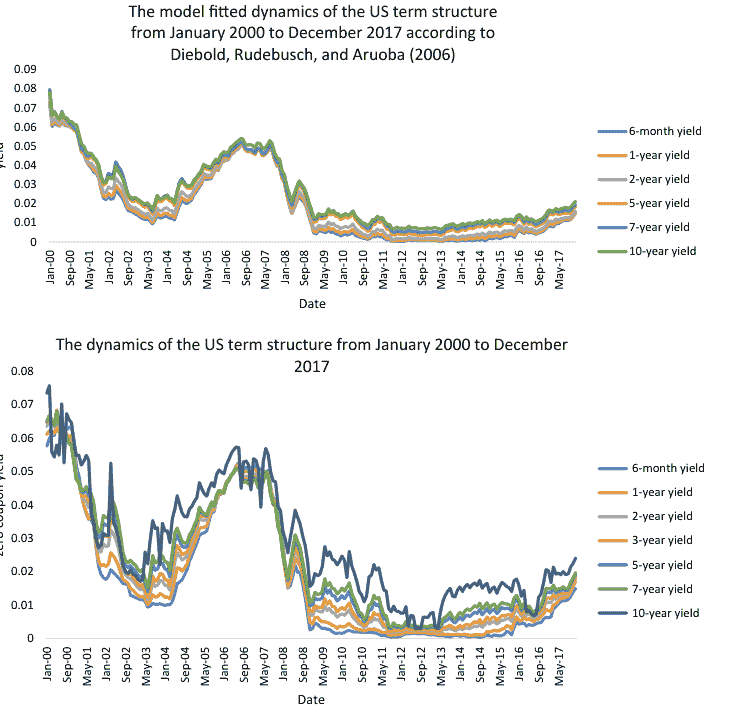 The model fitted dynamics of the US term structure
from January 2000 to December 2017 according to
Diebold, Rudebusch, and Aruoba (2006)
0.09
0.08
0.07
0.06
0.05
0.04
0.03
0.02
0.01
0
yield
Jan-00
Sep-00
May-01
Jan-02
Sep-02
May-03
Jan-04
Sep-04
May-05
Jan-06
Sep-06
May-07
Jan-08
Sep-08
May-09
Jan-10
Sep-10
May-11
Jan-12
Sep-12
May-13
Jan-14
Sep-14
May-15
Jan-16
Sep-16
May-17
Date
6-month yield
1-year yield
2-year yield
5-year yield
7-year yield
10-year yield
The dynamics of the US term structure from January 2000 to December
2017
0.08
0.07
0.06
0.05
0.04
0.03
0.02
0.01
0
zero coupon yield
Jan-00
Sep-00
May-01
Jan-02
Sep-02
May-03
Jan-04
Sep-04
May-05
Jan-06
Sep-06
May-07
Jan-08
Sep-08
May-09
Jan-10
Sep-10
May-11
Jan-12
Sep-12
May-13
Jan-14
Sep-14
May-15
Jan-16
Sep-16
May-17
Date
6-month yield
1-year yield
2-year yield
3-year yield
5-year yield
7-year yield
10-year yield